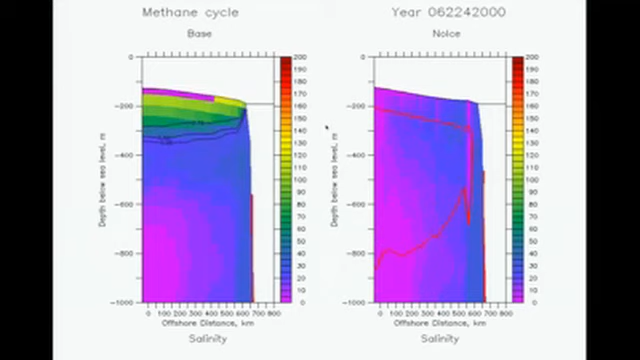 Methane cycle Year 062242000
Base NoIce
0 200 0
190
180
170
-200 160 -200
150
140
130
-400 120 -400
110
100
90
-600 80 -600
70
60
50
-800 40 -800
30
20
10
-1000 0 -1000
Depth below sea level, m
Depth below sea level, m
200
190
180
170
160
150
140
130
120
110
100
90
80
70
60
50
40
30
20
10
0
0 100 200 300 400 500 600 700 800 0 100 200 300 400 500 600 700 800
Offshore Distance, km Offshore Distance, km
Salinity Salinity